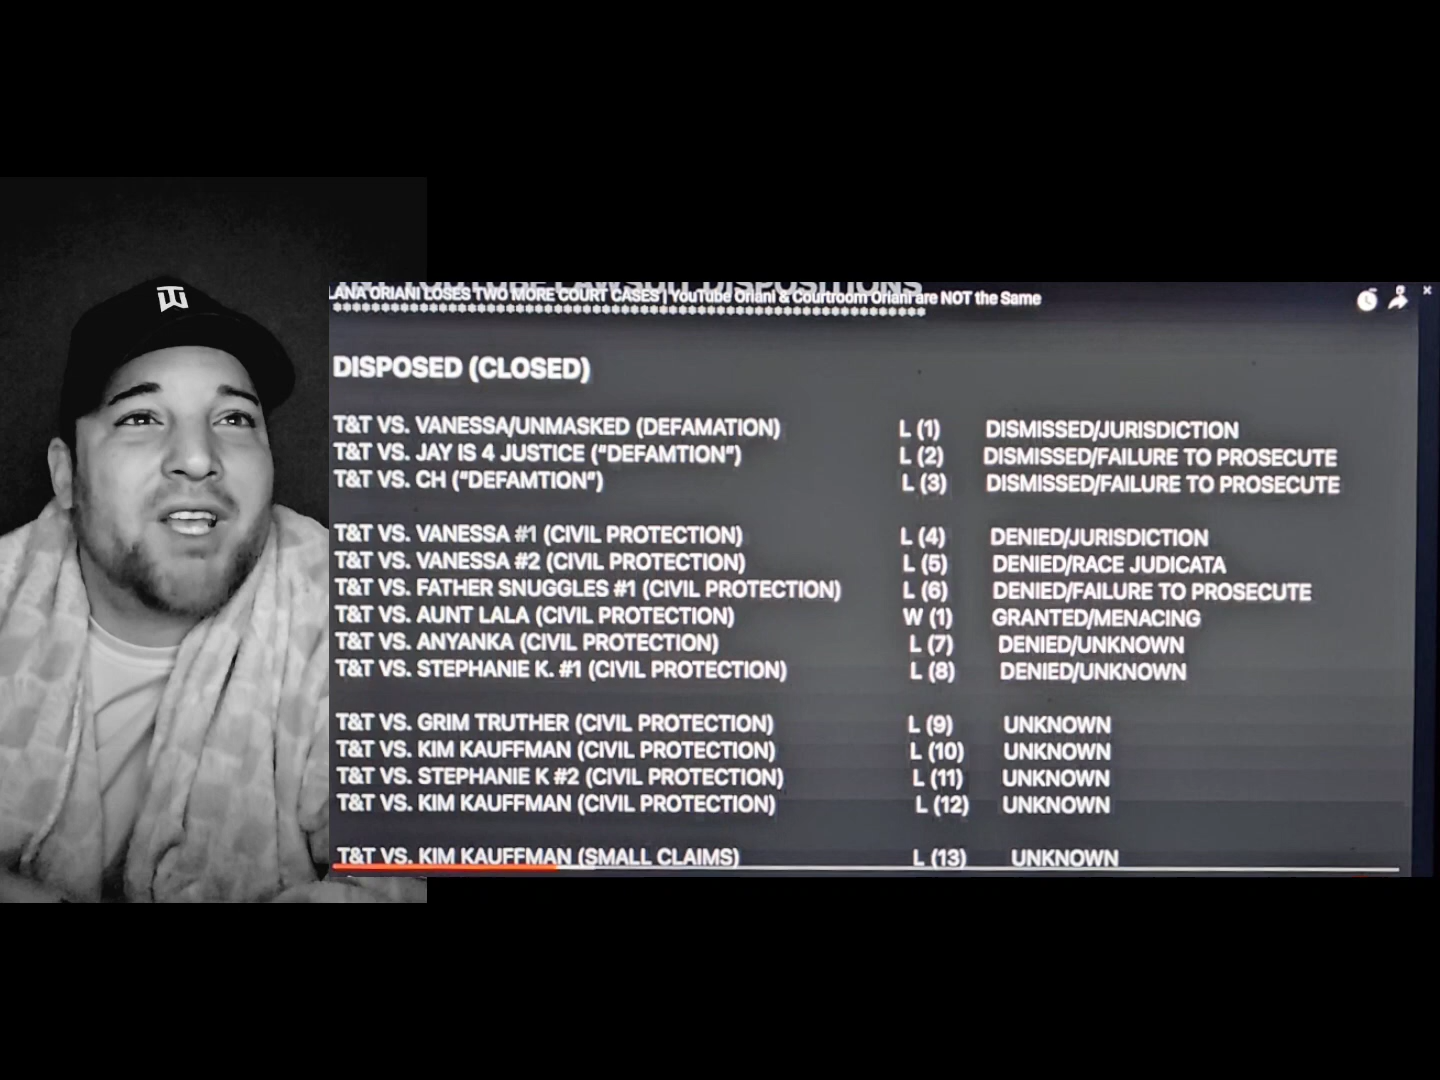 TW
LANA ORIANI LOSES TWO MORE COURT CASES | YouTube Oriani & Courtroom Oriani are NOT the Same
YOUTUBE LAWSUIT DISPOSITIONS
DISPOSED (CLOSED)
T&T VS. VANESSA/UNMASKED (DEFAMATION) L (1) DISMISSED/JURISDICTION
T&T VS. JAY IS 4 JUSTICE ("DEFAMTION") L (2) DISMISSED/FAILURE TO PROSECUTE
T&T VS. CH ("DEFAMTION") L (3) DISMISSED/FAILURE TO PROSECUTE
T&T VS. VANESSA #1 (CIVIL PROTECTION) L (4) DENIED/JURISDICTION
T&T VS. VANESSA #2 (CIVIL PROTECTION) L (5) DENIED/RACE JUDICATA
T&T VS. FATHER SNUGGLES #1 (CIVIL PROTECTION) L (6) DENIED/FAILURE TO PROSECUTE
T&T VS. AUNT LALA (CIVIL PROTECTION) W (1) GRANTED/MENACING
T&T VS. ANYANKA (CIVIL PROTECTION) L (7) DENIED/UNKNOWN
T&T VS. STEPHANIE K. #1 (CIVIL PROTECTION) L (8) DENIED/UNKNOWN
T&T VS. GRIM TRUTHER (CIVIL PROTECTION) L (9) UNKNOWN
T&T VS. KIM KAUFFMAN (CIVIL PROTECTION) L (10) UNKNOWN
T&T VS. STEPHANIE K #2 (CIVIL PROTECTION) L (11) UNKNOWN
T&T VS. KIM KAUFFMAN (CIVIL PROTECTION) L (12) UNKNOWN
T&T VS. KIM KAUFFMAN (SMALL CLAIMS) L (13) UNKNOWN